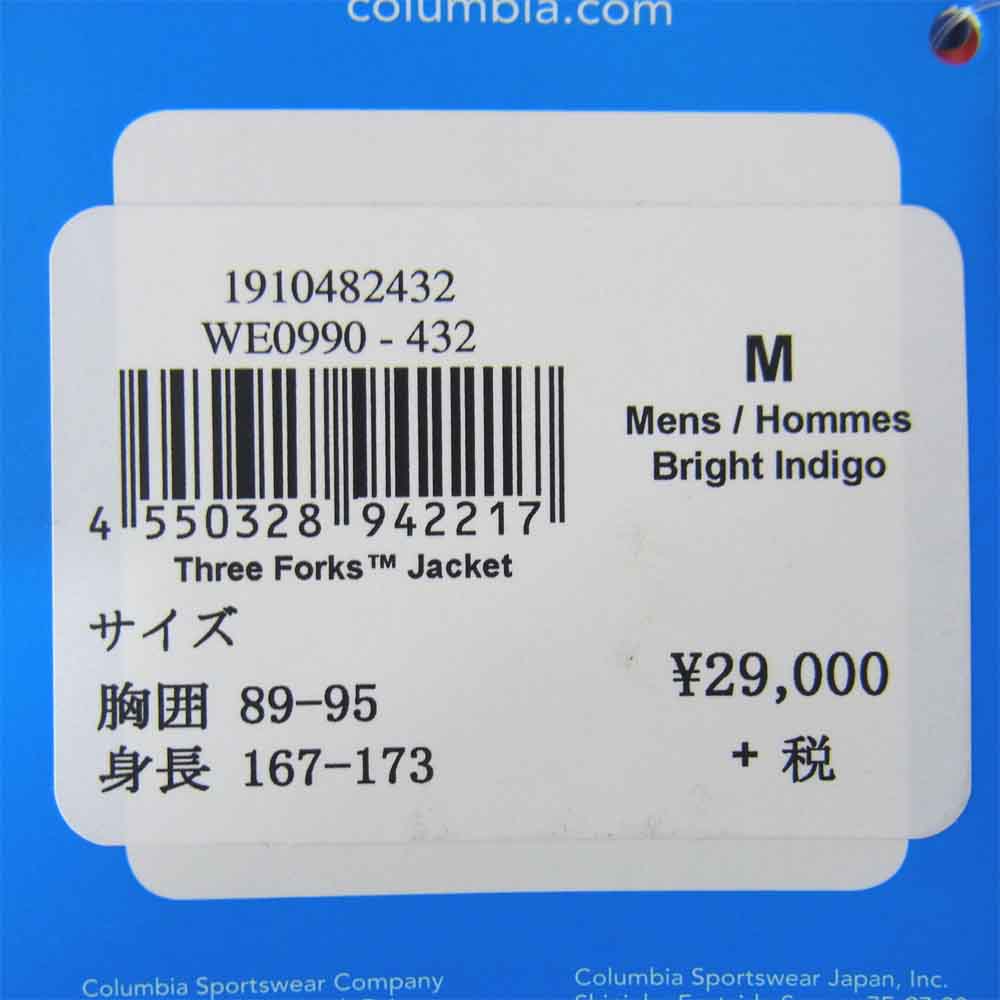 columbia.com
1910482432
WE0990 - 432
4 550328 942217
Three Forks™ Jacket
M
Mens / Hommes
Bright Indigo
サイズ
胸囲 89-95
身長 167-173
¥29,000
+ 税
Columbia Sportswear Company
Columbia Sportswear Japan, Inc.